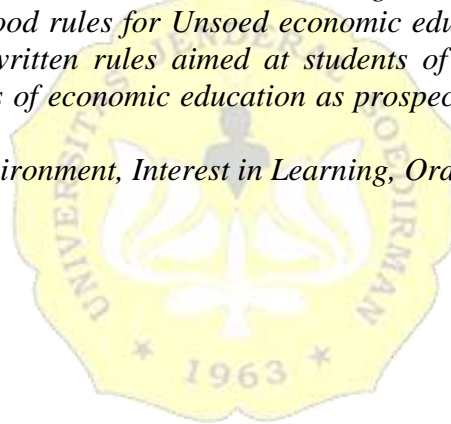 ood rules for Unsoed economic edu
written rules aimed at students of
s of economic education as prospec
ironment, Interest in Learning, Ord
UNIVERSITAS JENDERAL SOEDIRMAN
* 1963 *